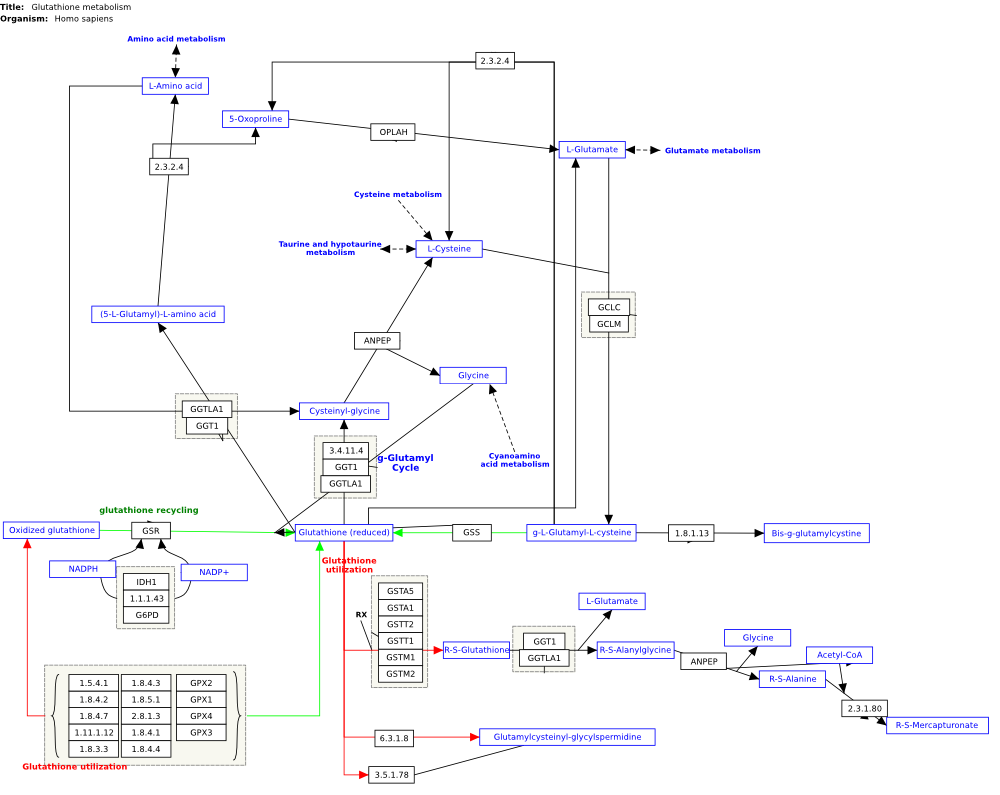 Title: Glutathione metabolism
Organism: Homo sapiens
Amino acid metabolism
2.3.2.4
L-Amino acid
5-Oxoproline
OPLAH
L-Glutamate
Glutamate metabolism
2.3.2.4
Cysteine metabolism
Taurine and hypotaurine
metabolism
L-Cysteine
(5-L-Glutamyl)-L-amino acid
GCLC
GCLM
ANPEP
Glycine
GGTLA1
GGT1
Cysteinyl-glycine
3.4.11.4
GGT1
GGTLA1
g-Glutamyl
Cycle
Cyanoamino
acid metabolism
glutathione recycling
Oxidized glutathione
GSR
Glutathione (reduced)
GSS
g-L-Glutamyl-L-cysteine
1.8.1.13
Bis-g-glutamylcystine
NADPH
NADP+
IDH1
1.1.1.43
G6PD
Glutathione
utilization
RX
GSTA5
GSTA1
GSTT2
GSTT1
GSTM1
GSTM2
R-S-Glutathione
GGT1
GGTLA1
L-Glutamate
R-S-Alanylglycine
ANPEP
Glycine
Acetyl-CoA
R-S-Alanine
2.3.1.80
R-S-Mercapturonate
1.5.4.1 1.8.4.3 GPX2
1.8.4.2 1.8.5.1 GPX1
1.8.4.7 2.8.1.3 GPX4
1.11.1.12 1.8.4.1 GPX3
1.8.3.3 1.8.4.4
Glutathione utilization
6.3.1.8
Glutamylcysteinyl-glycylspermidine
3.5.1.78